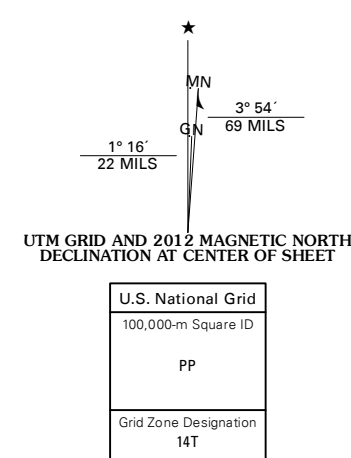 ★
MN
3° 54´
GN
69 MILS
1° 16´
22 MILS
UTM GRID AND 2012 MAGNETIC NORTH
DECLINATION AT CENTER OF SHEET
U.S. National Grid
100,000-m Square ID
PP
Grid Zone Designation
14T